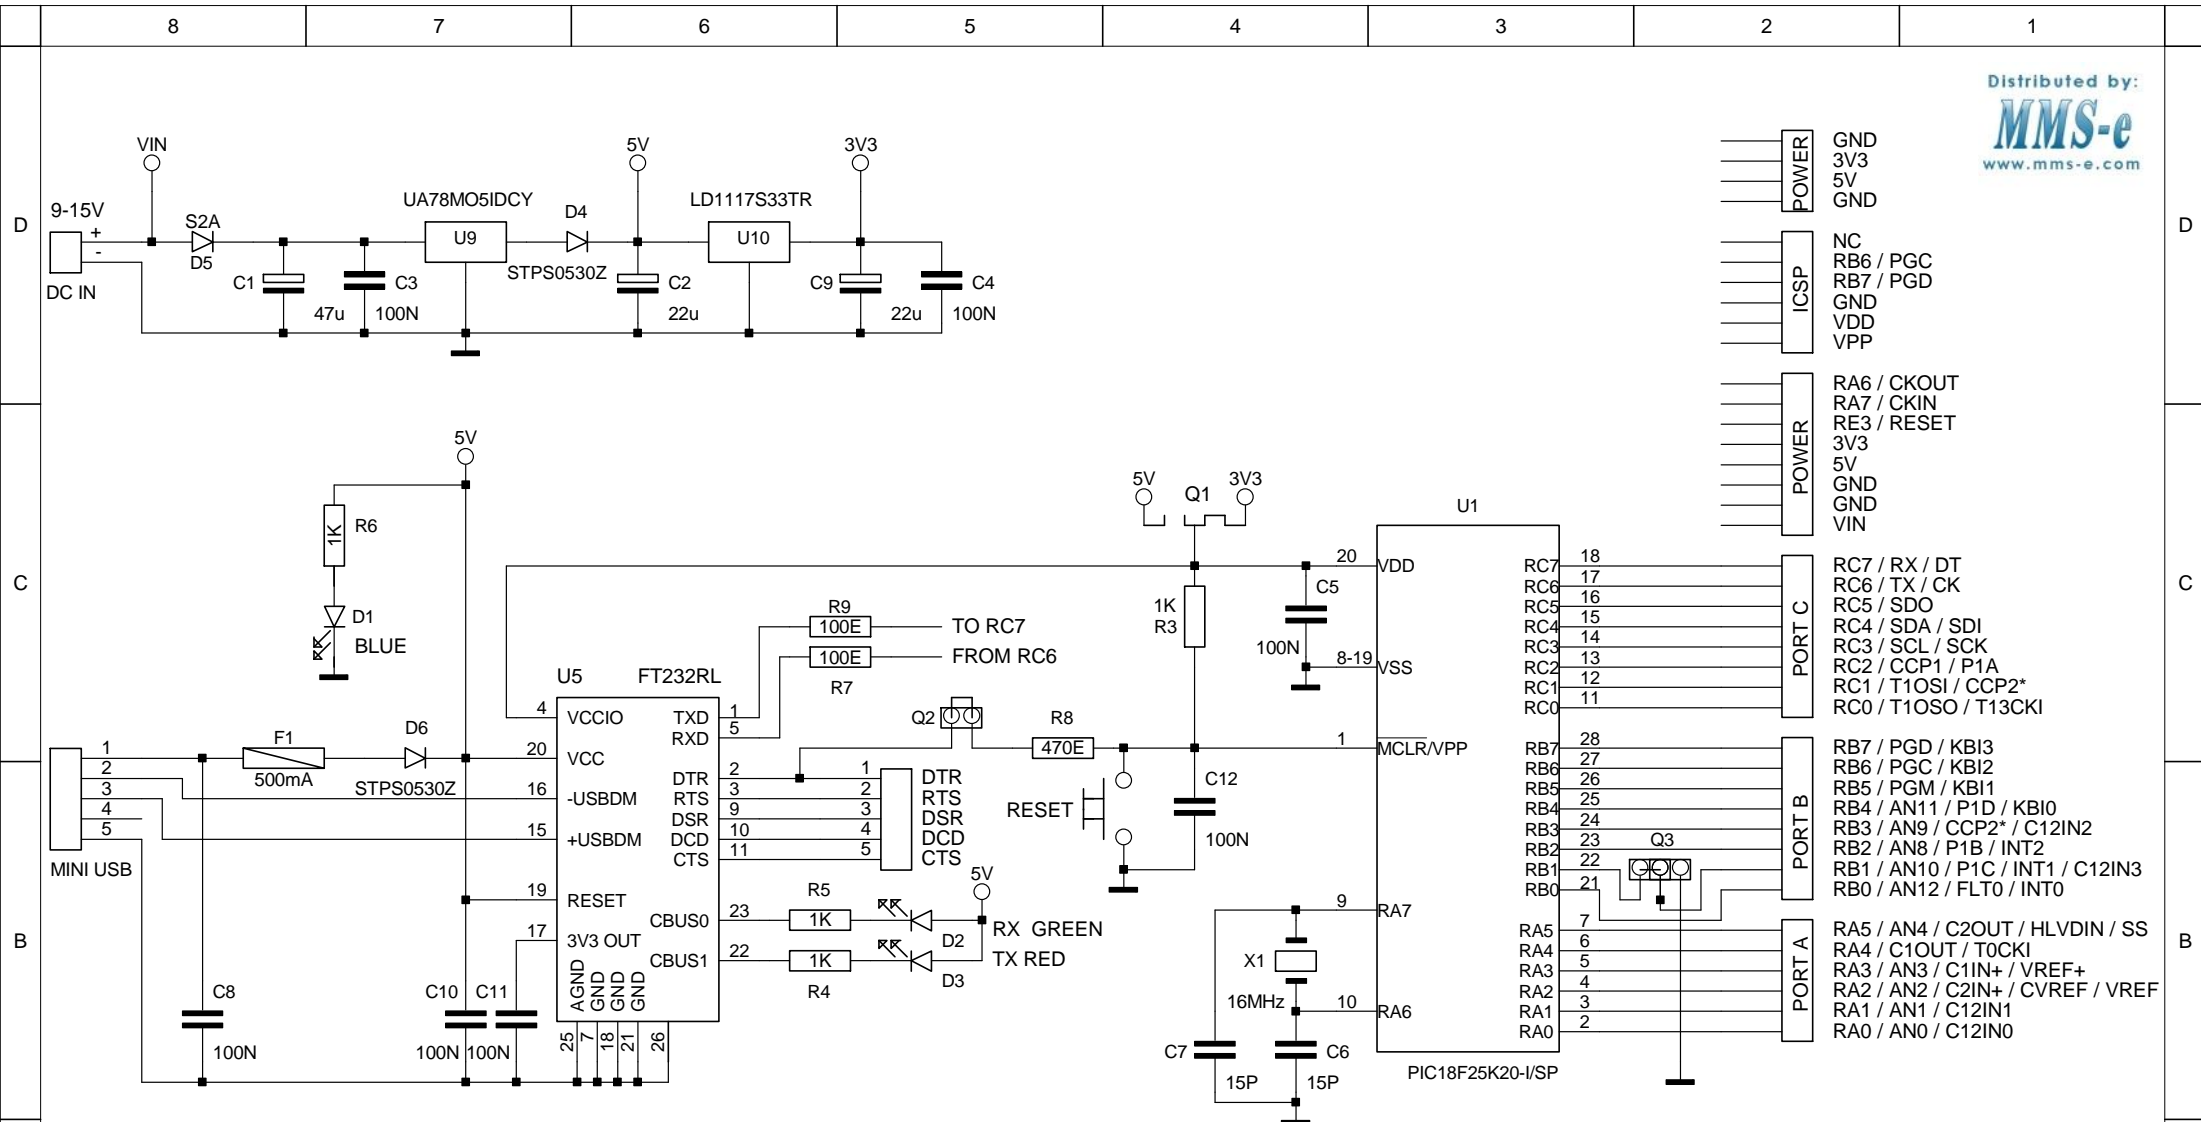 8 7 6 5 4 3 2 1
Distributed by:
MMS-e
www.mms-e.com
D
D
VIN
5V
3V3
9-15V
+
-
DC IN
S2A
D5
C1
47u
C3
100N
UA78MO5IDCY
U9
D4
STPS0530Z
C2
22u
LD1117S33TR
U10
C9
22u
C4
100N
POWER
GND
3V3
5V
GND
ICSP
NC
RB6 / PGC
RB7 / PGD
GND
VDD
VPP
POWER
RA6 / CKOUT
RA7 / CKIN
RE3 / RESET
3V3
5V
GND
GND
VIN
C
C
5V
1K
R6
D1
BLUE
5V
Q1
3V3
1K
R3
C5
100N
R9
100E
TO RC7
100E
FROM RC6
R7
U5
FT232RL
4 VCCIO
20 VCC
16 -USBDM
15 +USBDM
19 RESET
17 3V3 OUT
TXD 1
RXD 5
DTR 2
RTS 3
DSR 9
DCD 10
CTS 11
CBUS0 23
CBUS1 22
AGND
GND
GND
GND
25
7
18
21
26
Q2
R8
470E
1 DTR
2 RTS
3 DSR
4 DCD
5 CTS
RESET
C12
100N
F1
500mA
D6
STPS0530Z
1
2
3
4
5
MINI USB
5V
R5
1K
D2
RX GREEN
TX RED
1K
R4
D3
B
B
C8
100N
C10
100N
C11
100N
X1
16MHz
C7
15P
C6
15P
U1
20 VDD
8-19 VSS
1 MCLR/VPP
9 RA7
10 RA6
PIC18F25K20-I/SP
RC7 18
RC6 17
RC5 16
RC4 15
RC3 14
RC2 13
RC1 12
RC0 11
RB7 28
RB6 27
RB5 26
RB4 25
RB3 24
RB2 23
RB1 22
RB0 21
RA5 7
RA4 6
RA3 5
RA2 4
RA1 3
RA0 2
Q3
PORT C
RC7 / RX / DT
RC6 / TX / CK
RC5 / SDO
RC4 / SDA / SDI
RC3 / SCL / SCK
RC2 / CCP1 / P1A
RC1 / T1OSI / CCP2*
RC0 / T1OSO / T13CKI
PORT B
RB7 / PGD / KBI3
RB6 / PGC / KBI2
RB5 / PGM / KBI1
RB4 / AN11 / P1D / KBI0
RB3 / AN9 / CCP2* / C12IN2
RB2 / AN8 / P1B / INT2
RB1 / AN10 / P1C / INT1 / C12IN3
RB0 / AN12 / FLT0 / INT0
PORT A
RA5 / AN4 / C2OUT / HLVDIN / SS
RA4 / C1OUT / T0CKI
RA3 / AN3 / C1IN+ / VREF+
RA2 / AN2 / C2IN+ / CVREF / VREF
RA1 / AN1 / C12IN1
RA0 / AN0 / C12IN0